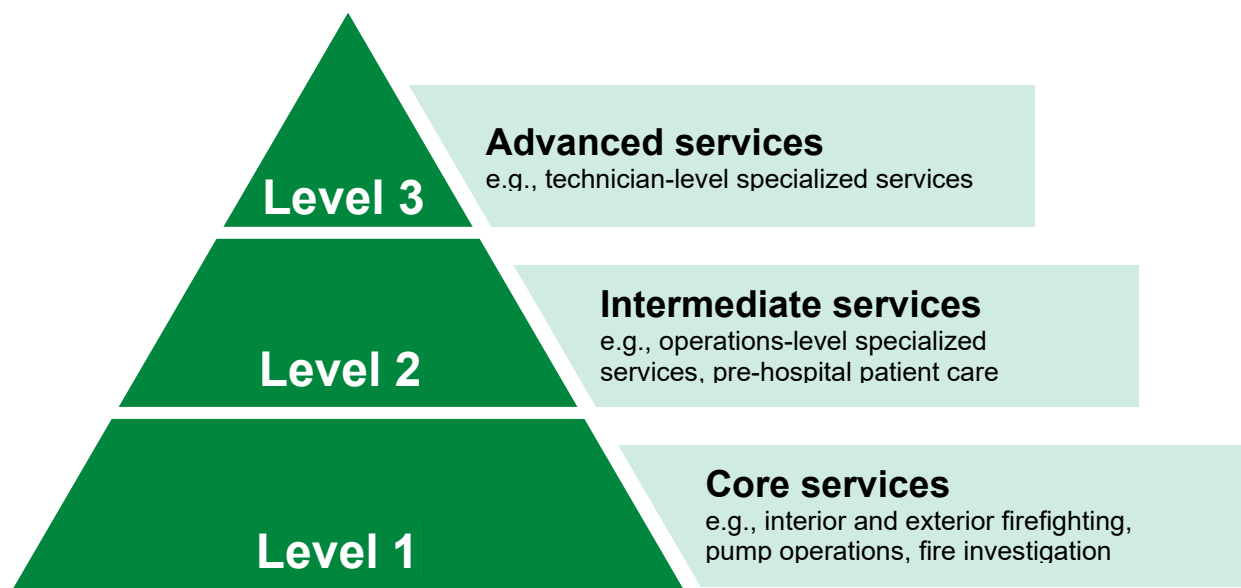 Level 3
Advanced services
e.g., technician-level specialized services
Level 2
Intermediate services
e.g., operations-level specialized
services, pre-hospital patient care
Level 1
Core services
e.g., interior and exterior firefighting,
pump operations, fire investigation